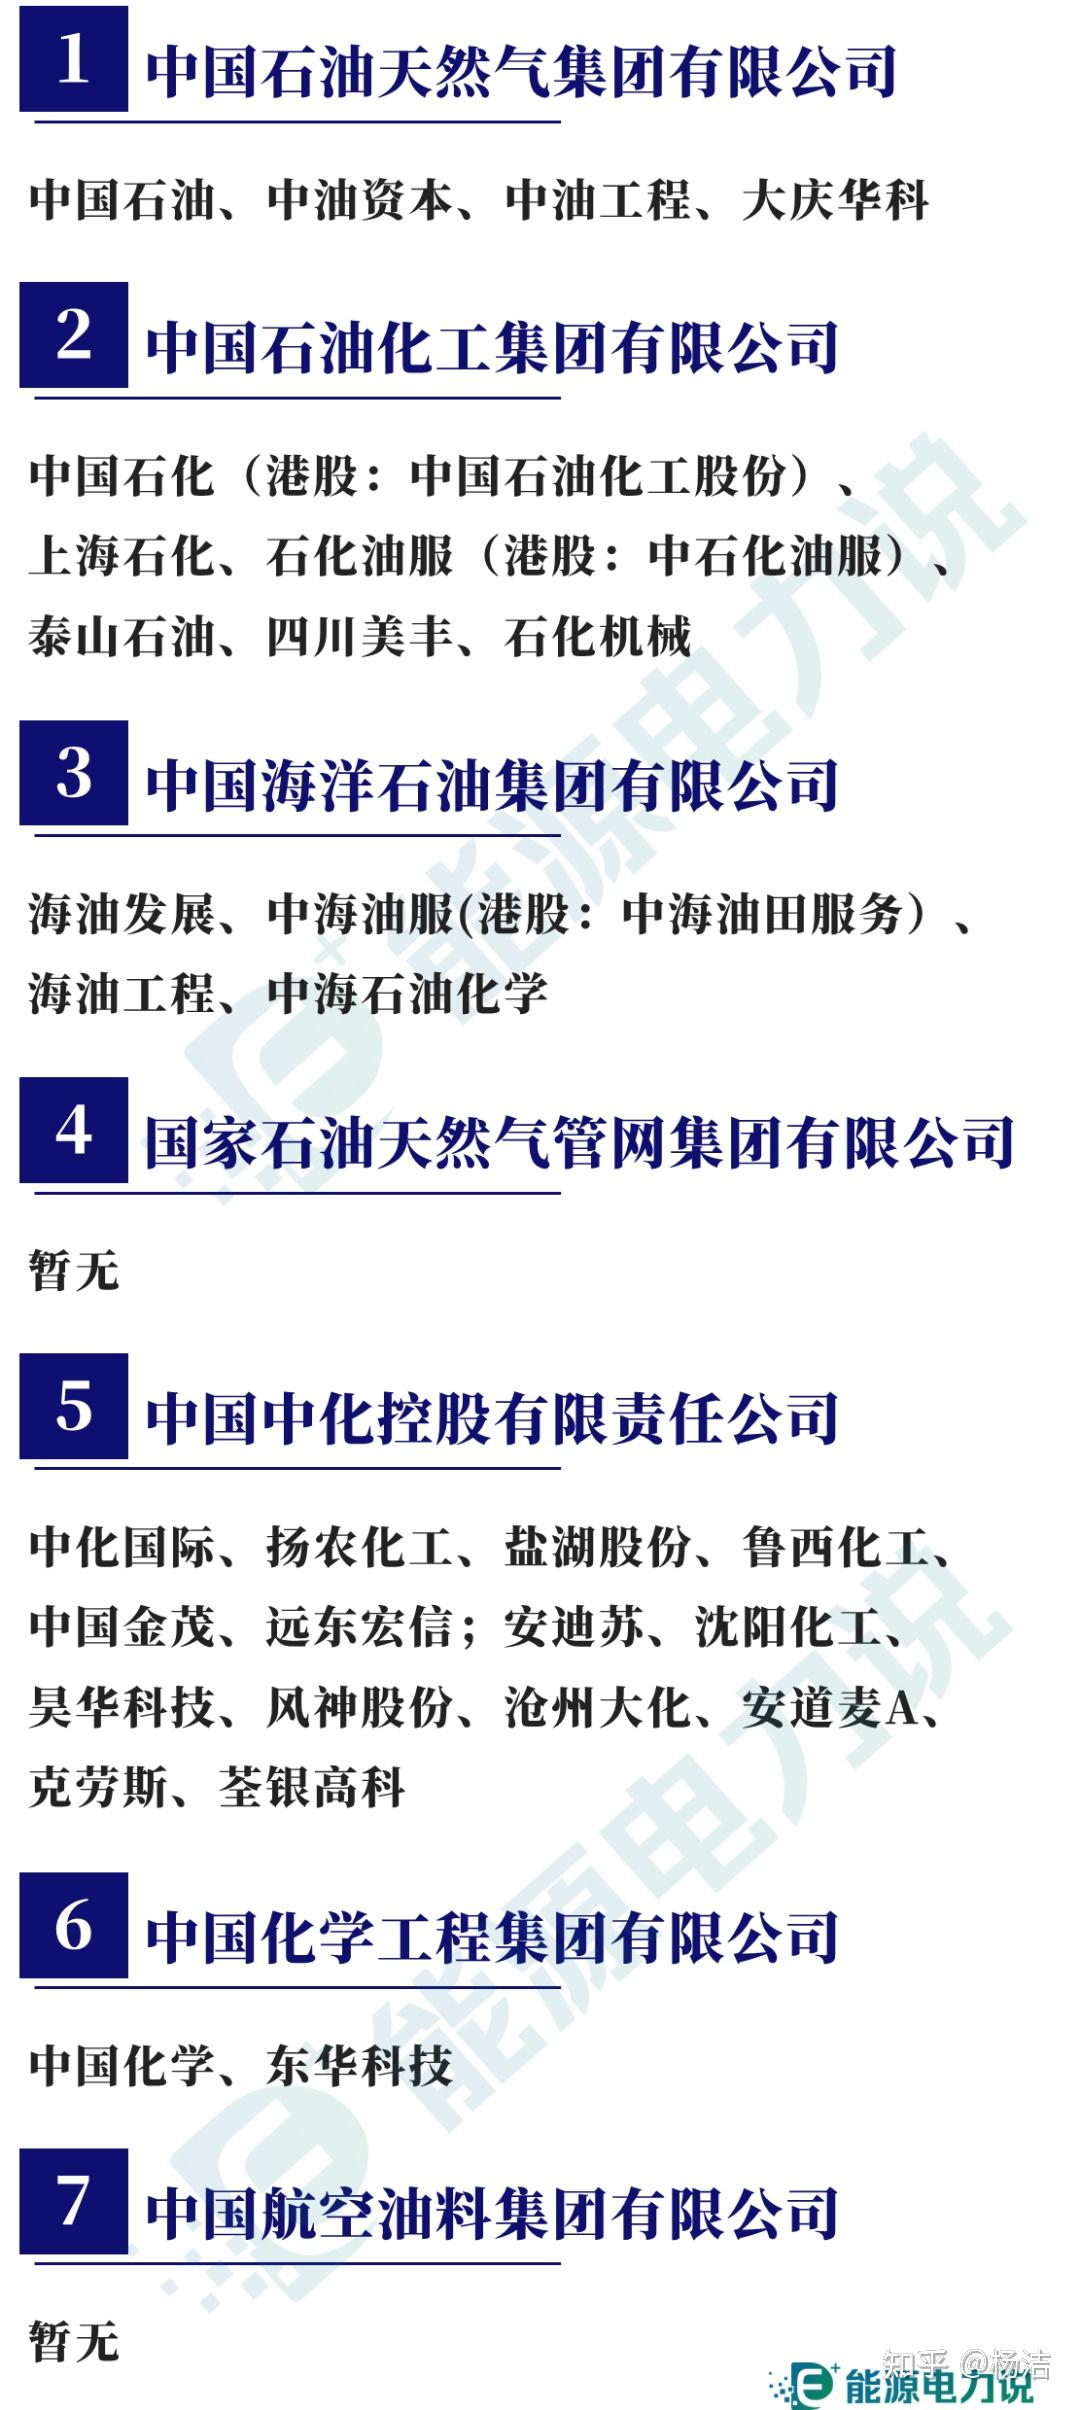 1
中国石油天然气集团有限公司
中国石油、中油资本、中油工程、大庆华科
2
中国石油化工集团有限公司
中国石化（港股：中国石油化工股份）、
上海石化、石化油服（港股：中石化油服）、
泰山石油、四川美丰、石化机械
3
中国海洋石油集团有限公司
海油发展、中海油服(港股：中海油田服务）、
海油工程、中海石油化学
4
国家石油天然气管网集团有限公司
暂无
5
中国中化控股有限责任公司
中化国际、扬农化工、盐湖股份、鲁西化工、
中国金茂、远东宏信；安迪苏、沈阳化工、
昊华科技、风神股份、沧州大化、安道麦A、
克劳斯、荃银高科
6
中国化学工程集团有限公司
中国化学、东华科技
7
中国航空油料集团有限公司
暂无
知乎 @杨洁
能源电力说
能源电力说
能源电力说